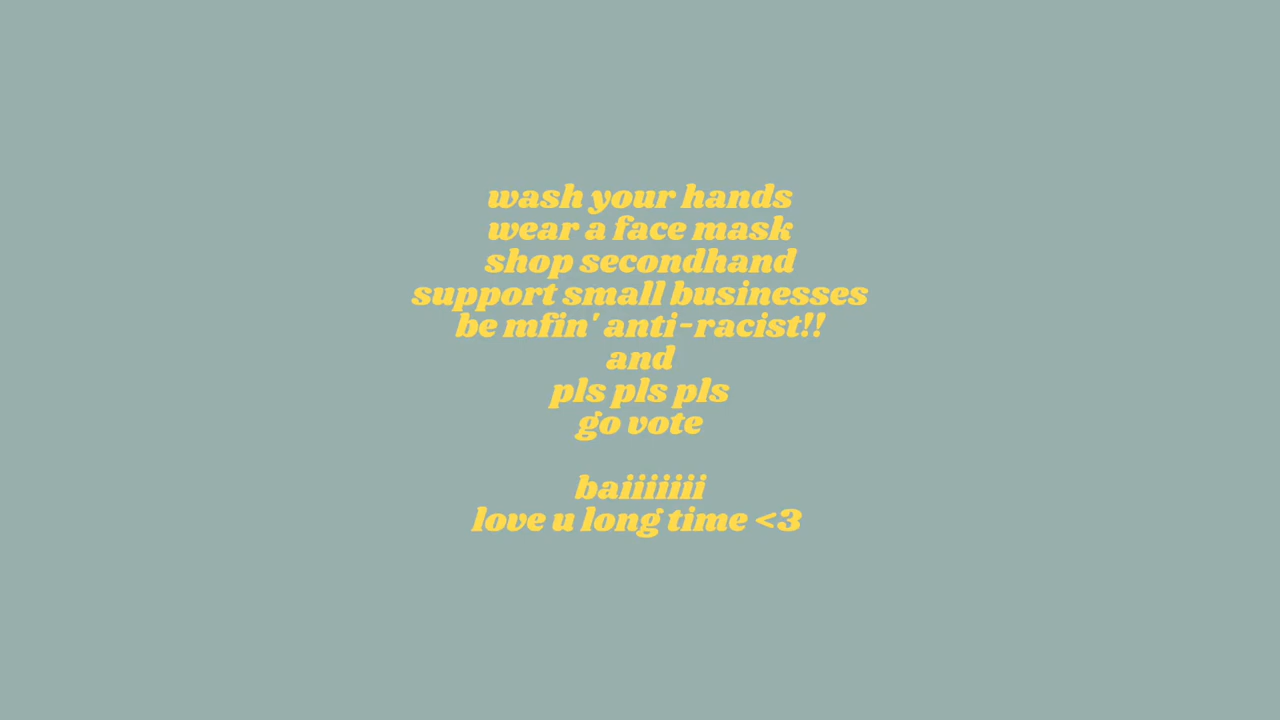 wash your hands
wear a face mask
shop secondhand
support small businesses
be mfin' anti-racist!!
and
pls pls pls
go vote
baiiiiiii
love u long time <3